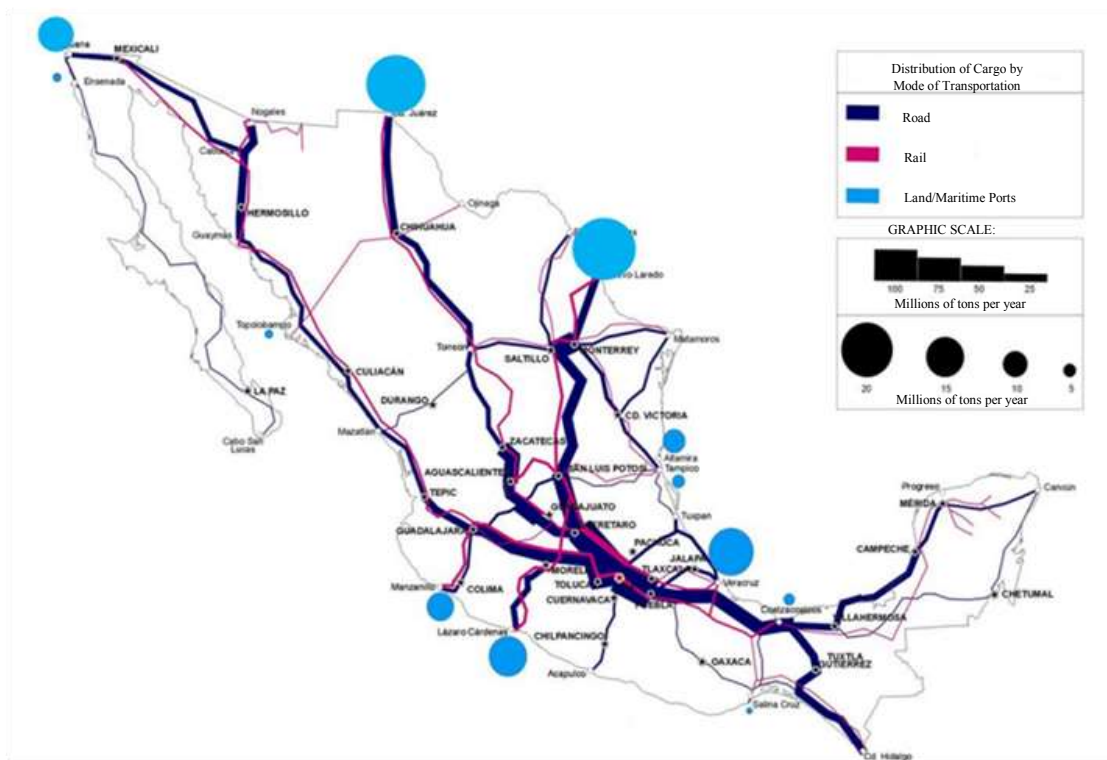 MEXICALI
Ensenada
Nogales
Juárez
HERMOSILLO
Guaymas
Ojinaga
CHIHUAHUA
Laredo
Topolobampo
Torreón
SALTILLO
MONTERREY
Matamoros
CULIACÁN
LA PAZ
DURANGO
CD. VICTORIA
Cabo San
Lucas
Mazatlán
ZACATECAS
Altamira
Tampico
AGUASCALIENTE
SAN LUIS POTOSI
TEPIC
Tuxpan
GUADALAJARA
PACHUCA
JALAPA
TLAXCALA
Manzanillo
COLIMA
TOLUCA
CUERNAVACA
PUEBLA
Veracruz
Lázaro Cárdenas
CHILPANCINGO
Acapulco
OAXACA
Coatzacoalcos
TUXTLA
GUTIERREZ
Salina Cruz
Cd. Hidalgo
Progreso
MÉRIDA
Cancún
CAMPECHE
CHETUMAL
Distribution of Cargo by
Mode of Transportation
Road
Rail
Land/Maritime Ports
GRAPHIC SCALE:
100 75 50 25
Millions of tons per year
20 15 10 5
Millions of tons per year